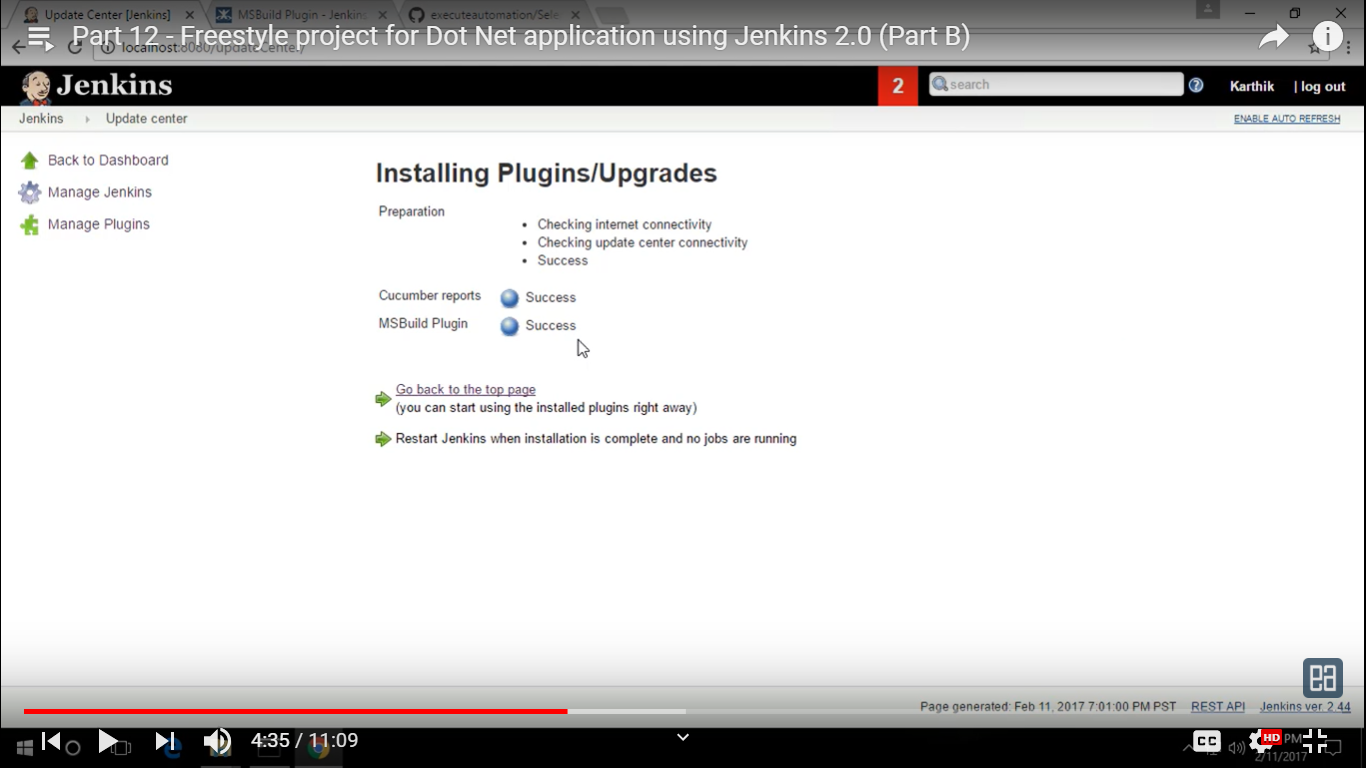 Update Center [Jenkins]
MSBuild Plugin - Jenkins
executeautomation/Sele
Part 12 - Freestyle project for Dot Net application using Jenkins 2.0 (Part B)
localhost:8080/updateCenter/
Jenkins
2
search
Karthik
| log out
Jenkins
Update center
ENABLE AUTO REFRESH
Back to Dashboard
Manage Jenkins
Manage Plugins
Installing Plugins/Upgrades
Preparation
Checking internet connectivity
Checking update center connectivity
Success
Cucumber reports
Success
MSBuild Plugin
Success
Go back to the top page
(you can start using the installed plugins right away)
Restart Jenkins when installation is complete and no jobs are running
Page generated: Feb 11, 2017 7:01:00 PM PST
REST API
Jenkins ver. 2.44
4:35 / 11:09
CC
HD
PM
2/11/2017